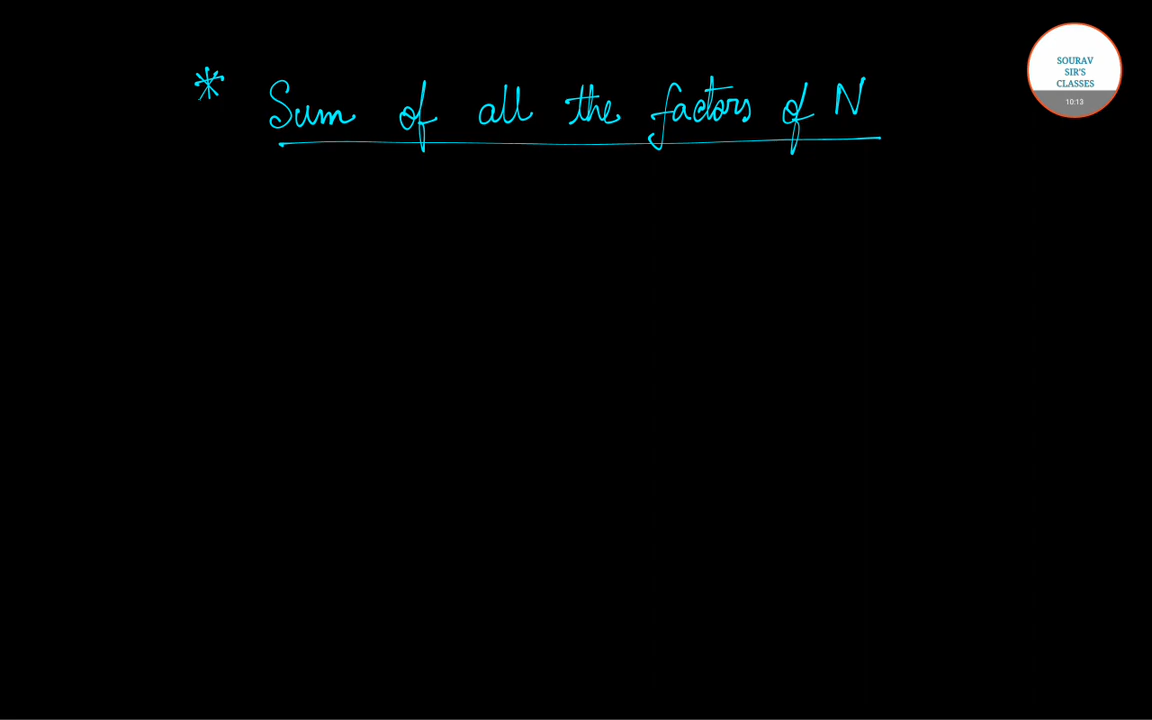 * Sum of all the factors of N
SOURAV
SIR'S
CLASSES
10:13